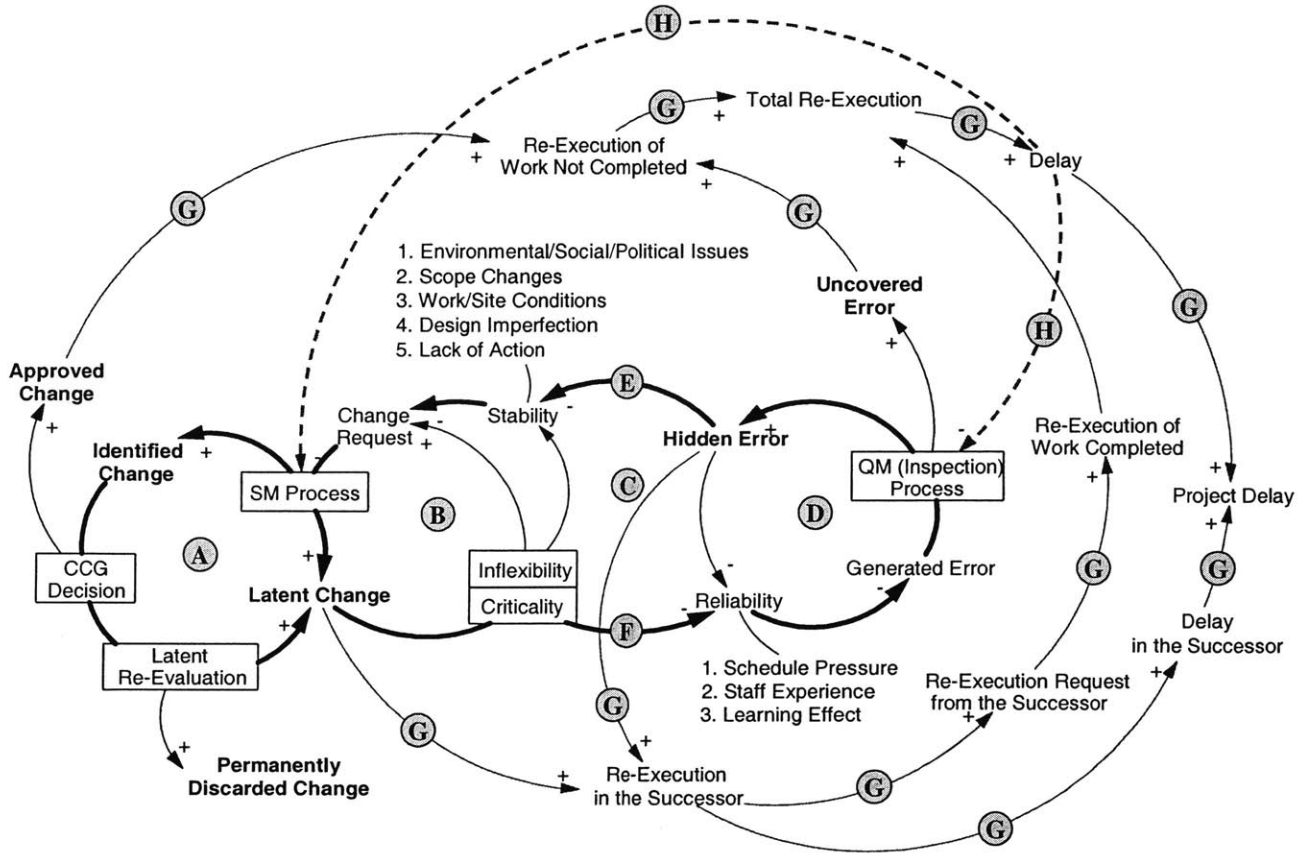 H
G
Total Re-Execution
G
+
+
Delay
Re-Execution of
Work Not Completed
+
+
+
G
G
1. Environmental/Social/Political Issues
2. Scope Changes
3. Work/Site Conditions
4. Design Imperfection
5. Lack of Action
Uncovered
Error
+
H
G
Approved
Change
+
E
Change
Request
-
+
Stability
-
Hidden Error
+
-
QM (Inspection)
Process
Re-Execution of
Work Completed
+
Identified
Change
+
-
SM Process
B
C
D
+
Project Delay
+
A
CCG
Decision
+
Latent Change
+
Inflexibility
Criticality
F
-
-
Reliability
Generated Error
-
G
G
Delay
in the Successor
+
Latent
Re-Evaluation
1. Schedule Pressure
2. Staff Experience
3. Learning Effect
Re-Execution Request
from the Successor
+
G
G
+
Permanently
Discarded Change
+
+
Re-Execution
in the Successor
G
G